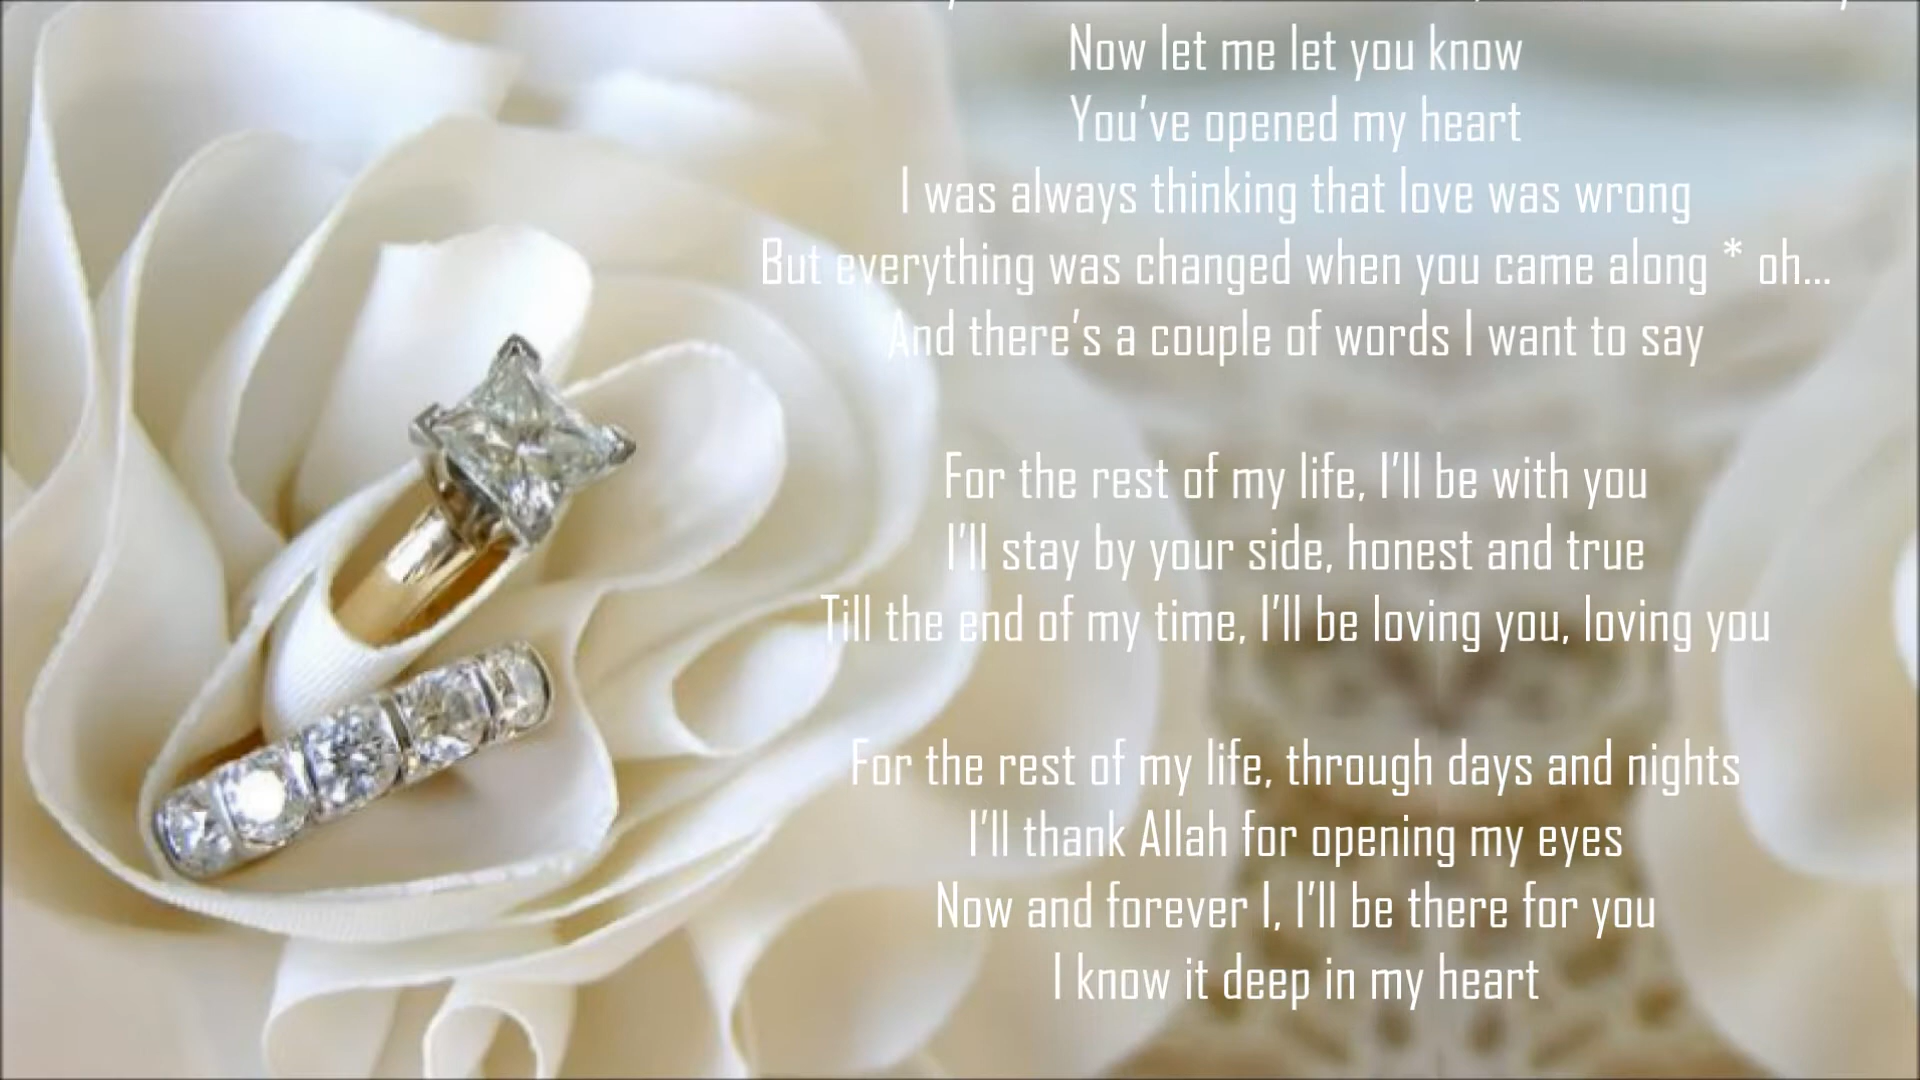 Now let me let you know
You've opened my heart
I was always thinking that love was wrong
But everything was changed when you came along * oh...
And there's a couple of words I want to say
For the rest of my life, I'll be with you
I'll stay by your side, honest and true
Till the end of my time, I'll be loving you, loving you
For the rest of my life, through days and nights
I'll thank Allah for opening my eyes
Now and forever I, I'll be there for you
I know it deep in my heart